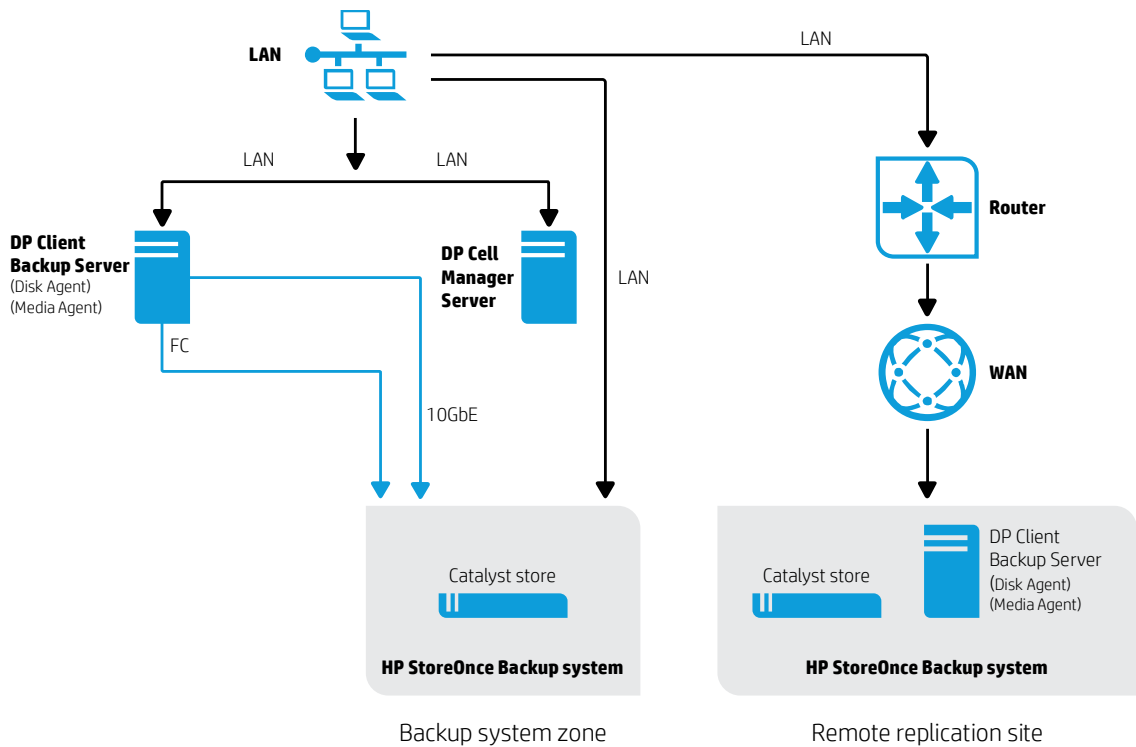 LAN
LAN
LAN
LAN
Router
DP Client
Backup Server
(Disk Agent)
(Media Agent)
DP Cell
Manager
Server
LAN
FC
WAN
10GbE
DP Client
Backup Server
(Disk Agent)
(Media Agent)
Catalyst store
Catalyst store
HP StoreOnce Backup system
HP StoreOnce Backup system
Backup system zone
Remote replication site